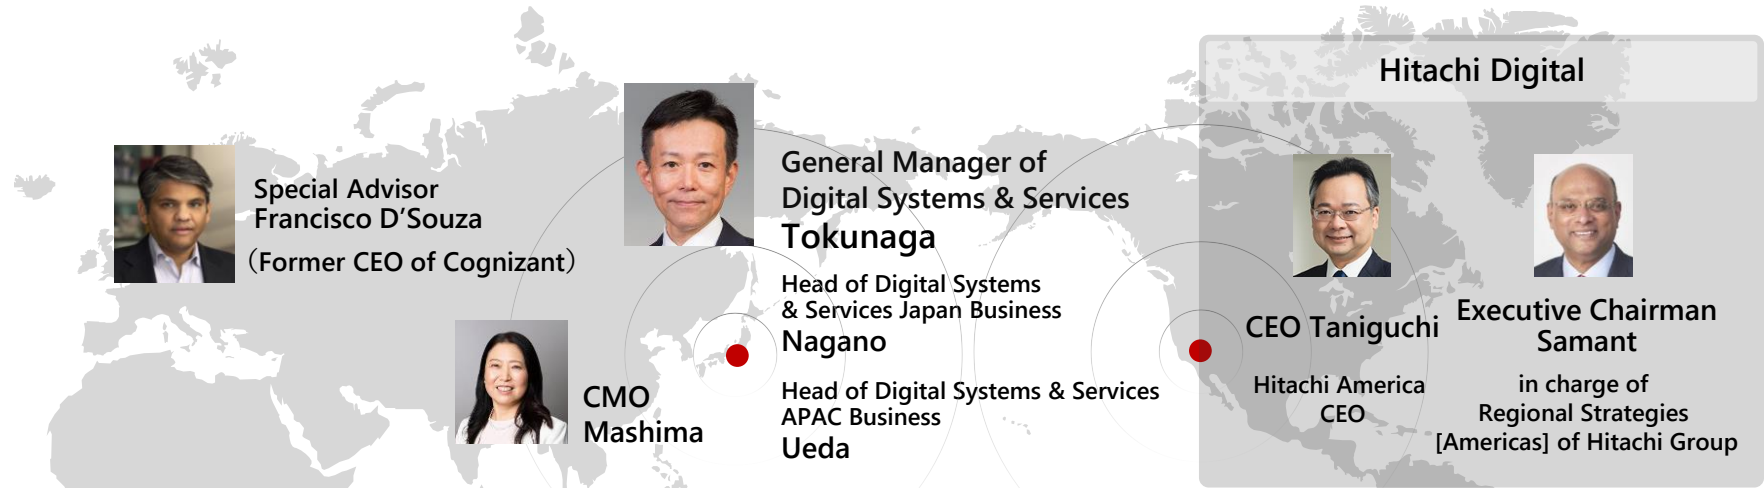 Hitachi Digital
Special Advisor
Francisco D’Souza
（Former CEO of Cognizant）
General Manager of
Digital Systems & Services
Tokunaga
Head of Digital Systems
& Services Japan Business
Nagano
Head of Digital Systems & Services
APAC Business
Ueda
CMO
Mashima
CEO Taniguchi
Hitachi America
CEO
Executive Chairman
Samant
in charge of
Regional Strategies
[Americas] of Hitachi Group